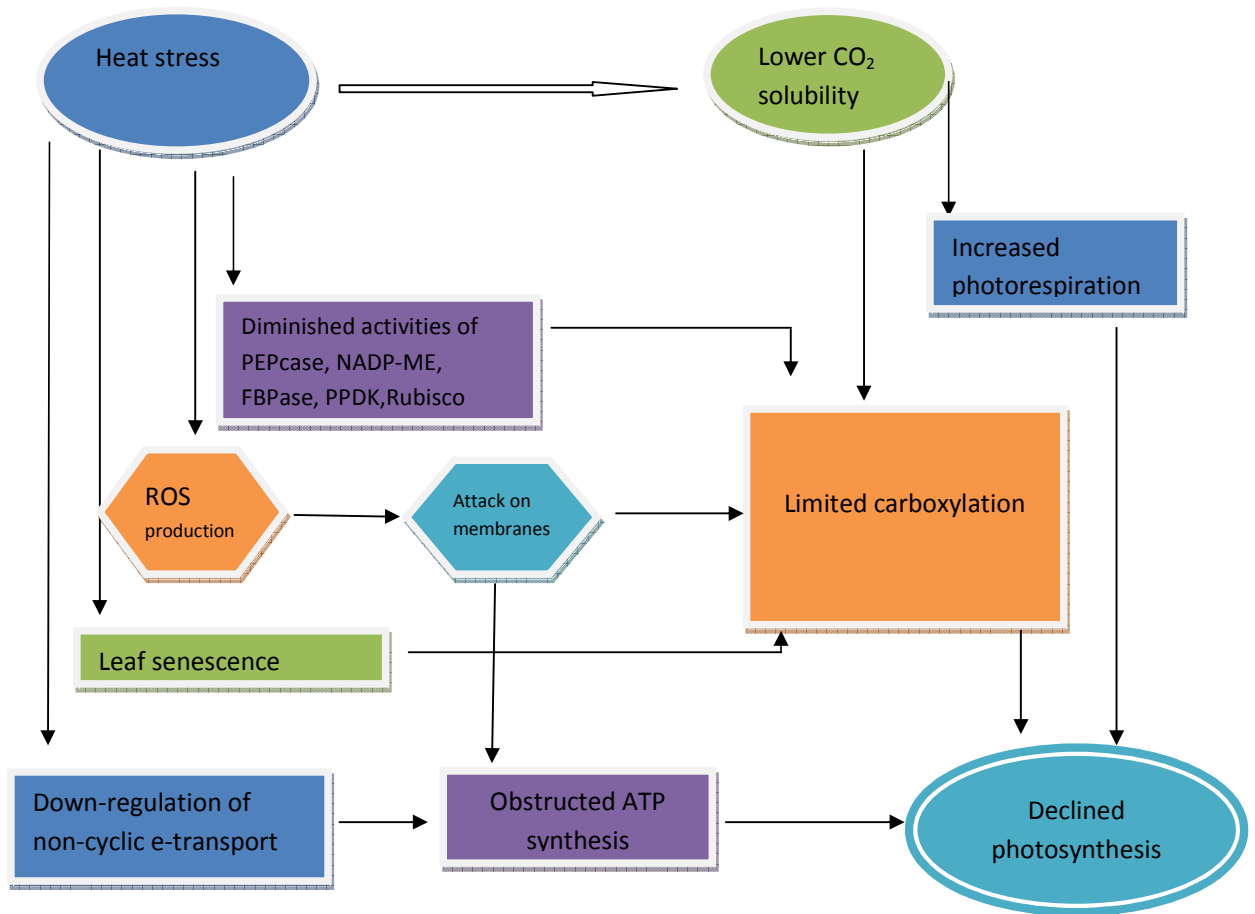 Heat stress
Lower CO₂
solubility
Increased
photorespiration
Diminished activities of
PEPcase, NADP-ME,
FBPase, PPDK,Rubisco
ROS
production
Attack on
membranes
Limited carboxylation
Leaf senescence
Down-regulation of
non-cyclic e-transport
Obstructed ATP
synthesis
Declined
photosynthesis